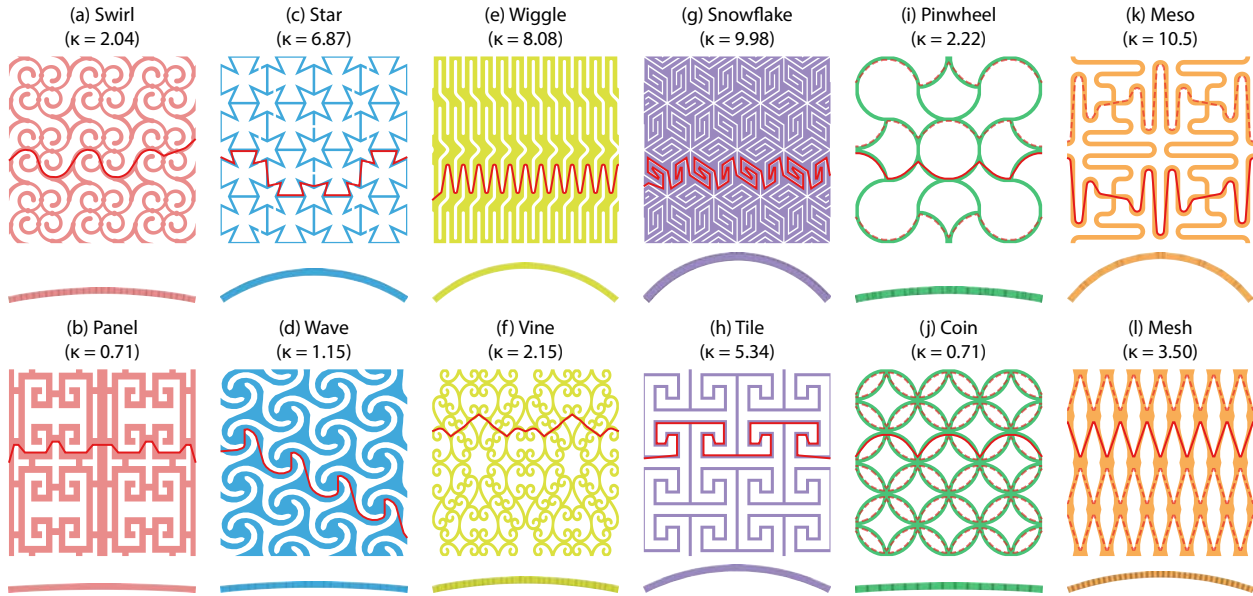 (a) Swirl
(κ = 2.04)
(c) Star
(κ = 6.87)
(e) Wiggle
(κ = 8.08)
(g) Snowflake
(κ = 9.98)
(i) Pinwheel
(κ = 2.22)
(k) Meso
(κ = 10.5)
(b) Panel
(κ = 0.71)
(d) Wave
(κ = 1.15)
(f) Vine
(κ = 2.15)
(h) Tile
(κ = 5.34)
(j) Coin
(κ = 0.71)
(l) Mesh
(κ = 3.50)